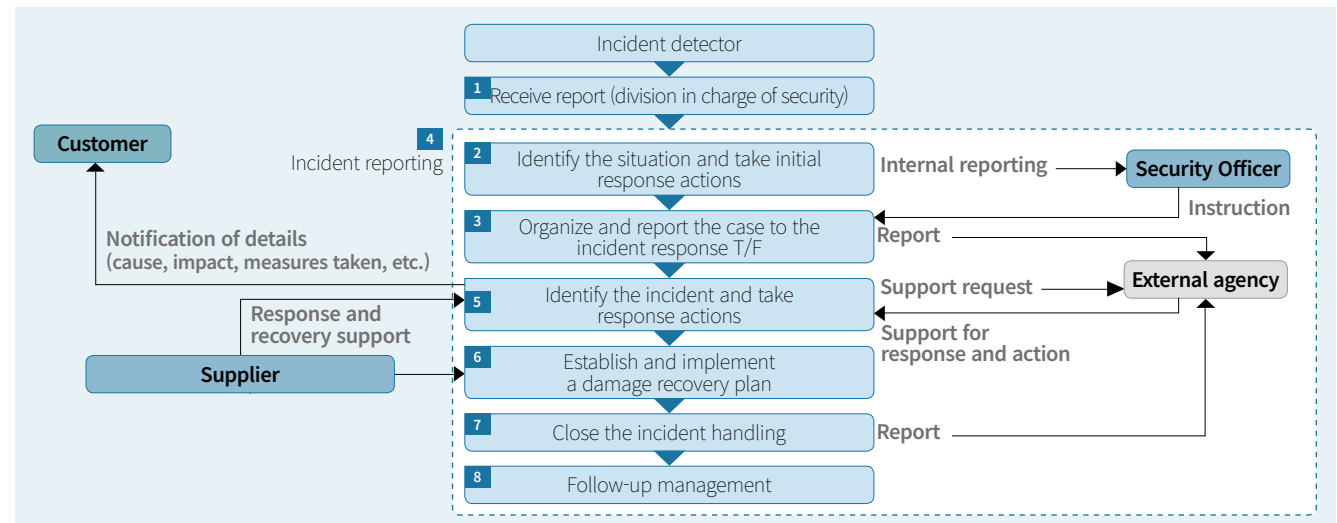 Incident detector
1
Receive report (division in charge of security)
Customer
4
Incident reporting
2
Identify the situation and take initial
response actions
Internal reporting
Security Officer
Instruction
3
Organize and report the case to the
incident response T/F
Report
Notification of details
(cause, impact, measures taken, etc.)
External agency
5
Identify the incident and take
response actions
Support request
Support for
response and action
Response and
recovery support
Supplier
6
Establish and implement
a damage recovery plan
7
Close the incident handling
Report
8
Follow-up management